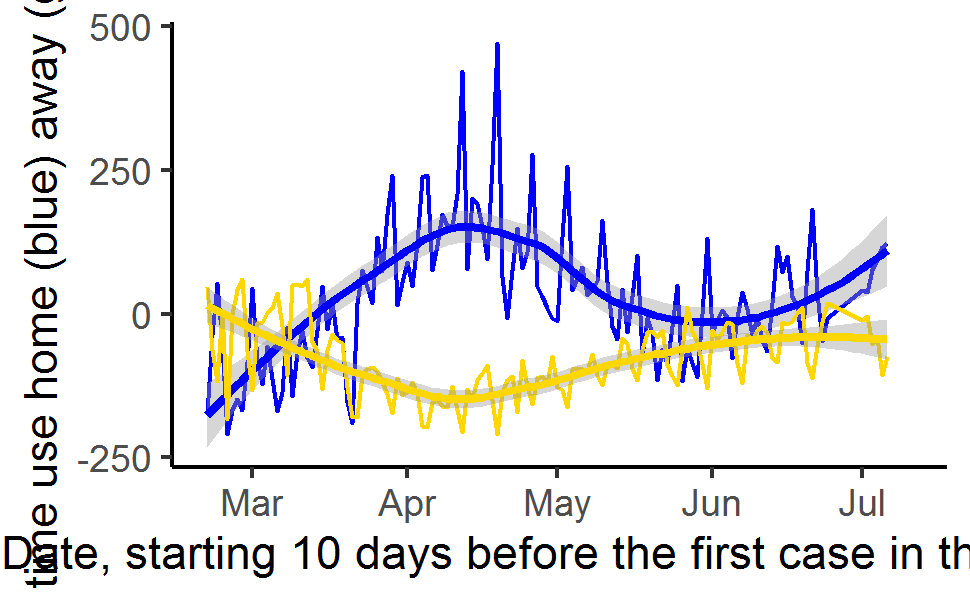 time use home (blue) away (
500
250
0
-250
Mar Apr May Jun Jul
Date, starting 10 days before the first case in th